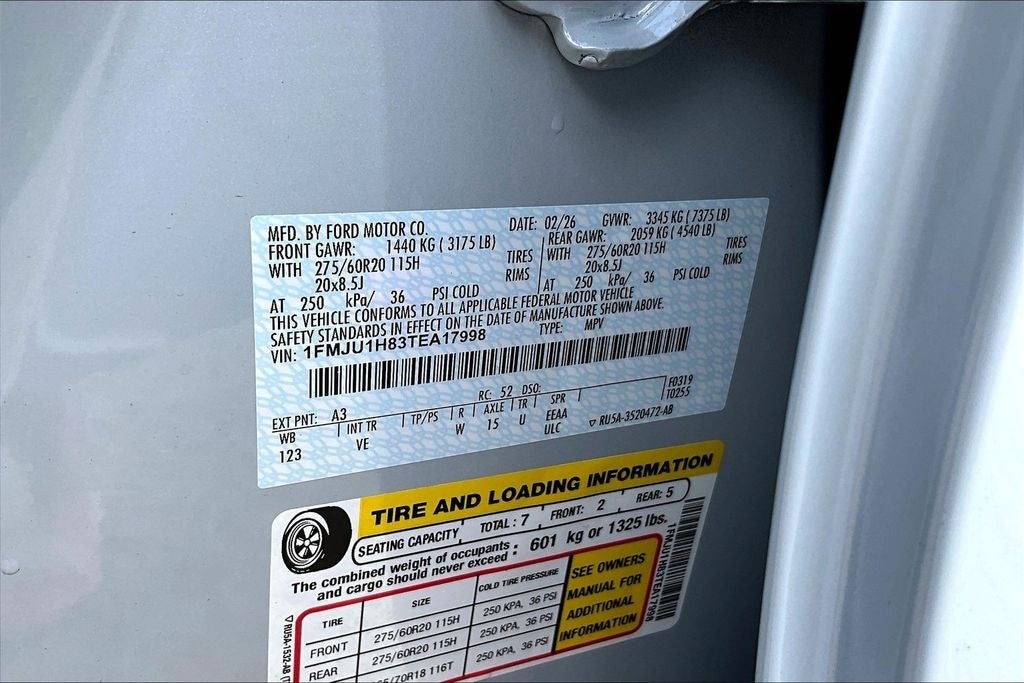 MFD. BY FORD MOTOR CO. DATE: 02/26 GVWR: 3345 KG ( 7375 LB)
FRONT GAWR: 1440 KG ( 3175 LB) REAR GAWR: 2059 KG ( 4540 LB)
WITH 275/60R20 115H TIRES WITH 275/60R20 115H TIRES
20x8.5J RIMS 20x8.5J RIMS
AT 250 kPa/ 36 PSI COLD AT 250 kPa/ 36 PSI COLD
THIS VEHICLE CONFORMS TO ALL APPLICABLE FEDERAL MOTOR VEHICLE
SAFETY STANDARDS IN EFFECT ON THE DATE OF MANUFACTURE SHOWN ABOVE.
VIN: 1FMJU1H83TEA17998 TYPE: MPV
EXT PNT: A3 RC: 52 DSO: F0319
WB INT TR TP/PS R AXLE TR SPR T0255
123 VE W 15 U EEAA
ULC ▽ RU5A-3520472-AB
TIRE AND LOADING INFORMATION
SEATING CAPACITY TOTAL : 7 FRONT: 2 REAR: 5
The combined weight of occupants and cargo should never exceed : 601 kg or 1325 lbs.
TIRE SIZE COLD TIRE PRESSURE
FRONT 275/60R20 115H 250 KPA, 36 PSI
REAR 275/60R20 115H 250 KPA, 36 PSI
70R18 116T 250 KPA, 36 PSI
SEE OWNERS
MANUAL FOR
ADDITIONAL
INFORMATION
1FMJU1H83TEA17998
▽ RU5A-1532-AB